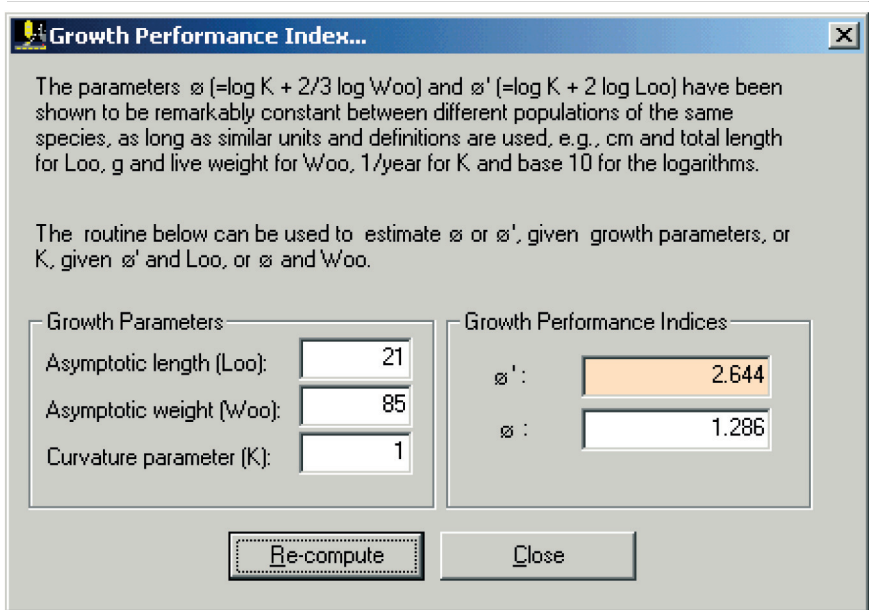 Growth Performance Index...
The parameters ø (=log K + 2/3 log Woo) and ø' (=log K + 2 log Loo) have been
shown to be remarkably constant between different populations of the same
species, as long as similar units and definitions are used, e.g., cm and total length
for Loo, g and live weight for Woo, 1/year for K and base 10 for the logarithms.
The routine below can be used to estimate ø or ø', given growth parameters, or
K, given ø' and Loo, or ø and Woo.
Growth Parameters
Asymptotic length (Loo): 21
Asymptotic weight (Woo): 85
Curvature parameter (K): 1
Growth Performance Indices
ø' : 2.644
ø : 1.286
Re-compute Close